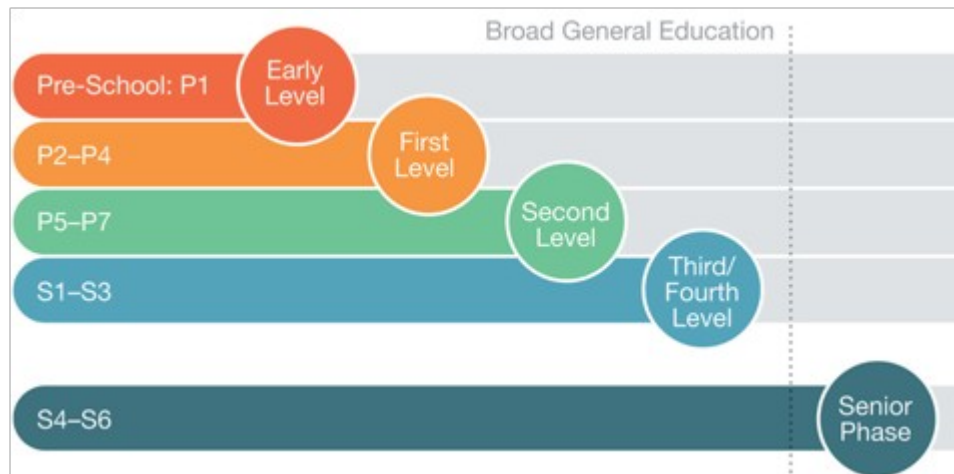 Broad General Education
Pre-School: P1
Early
Level
P2–P4
First
Level
P5–P7
Second
Level
S1–S3
Third/
Fourth
Level
S4–S6
Senior
Phase